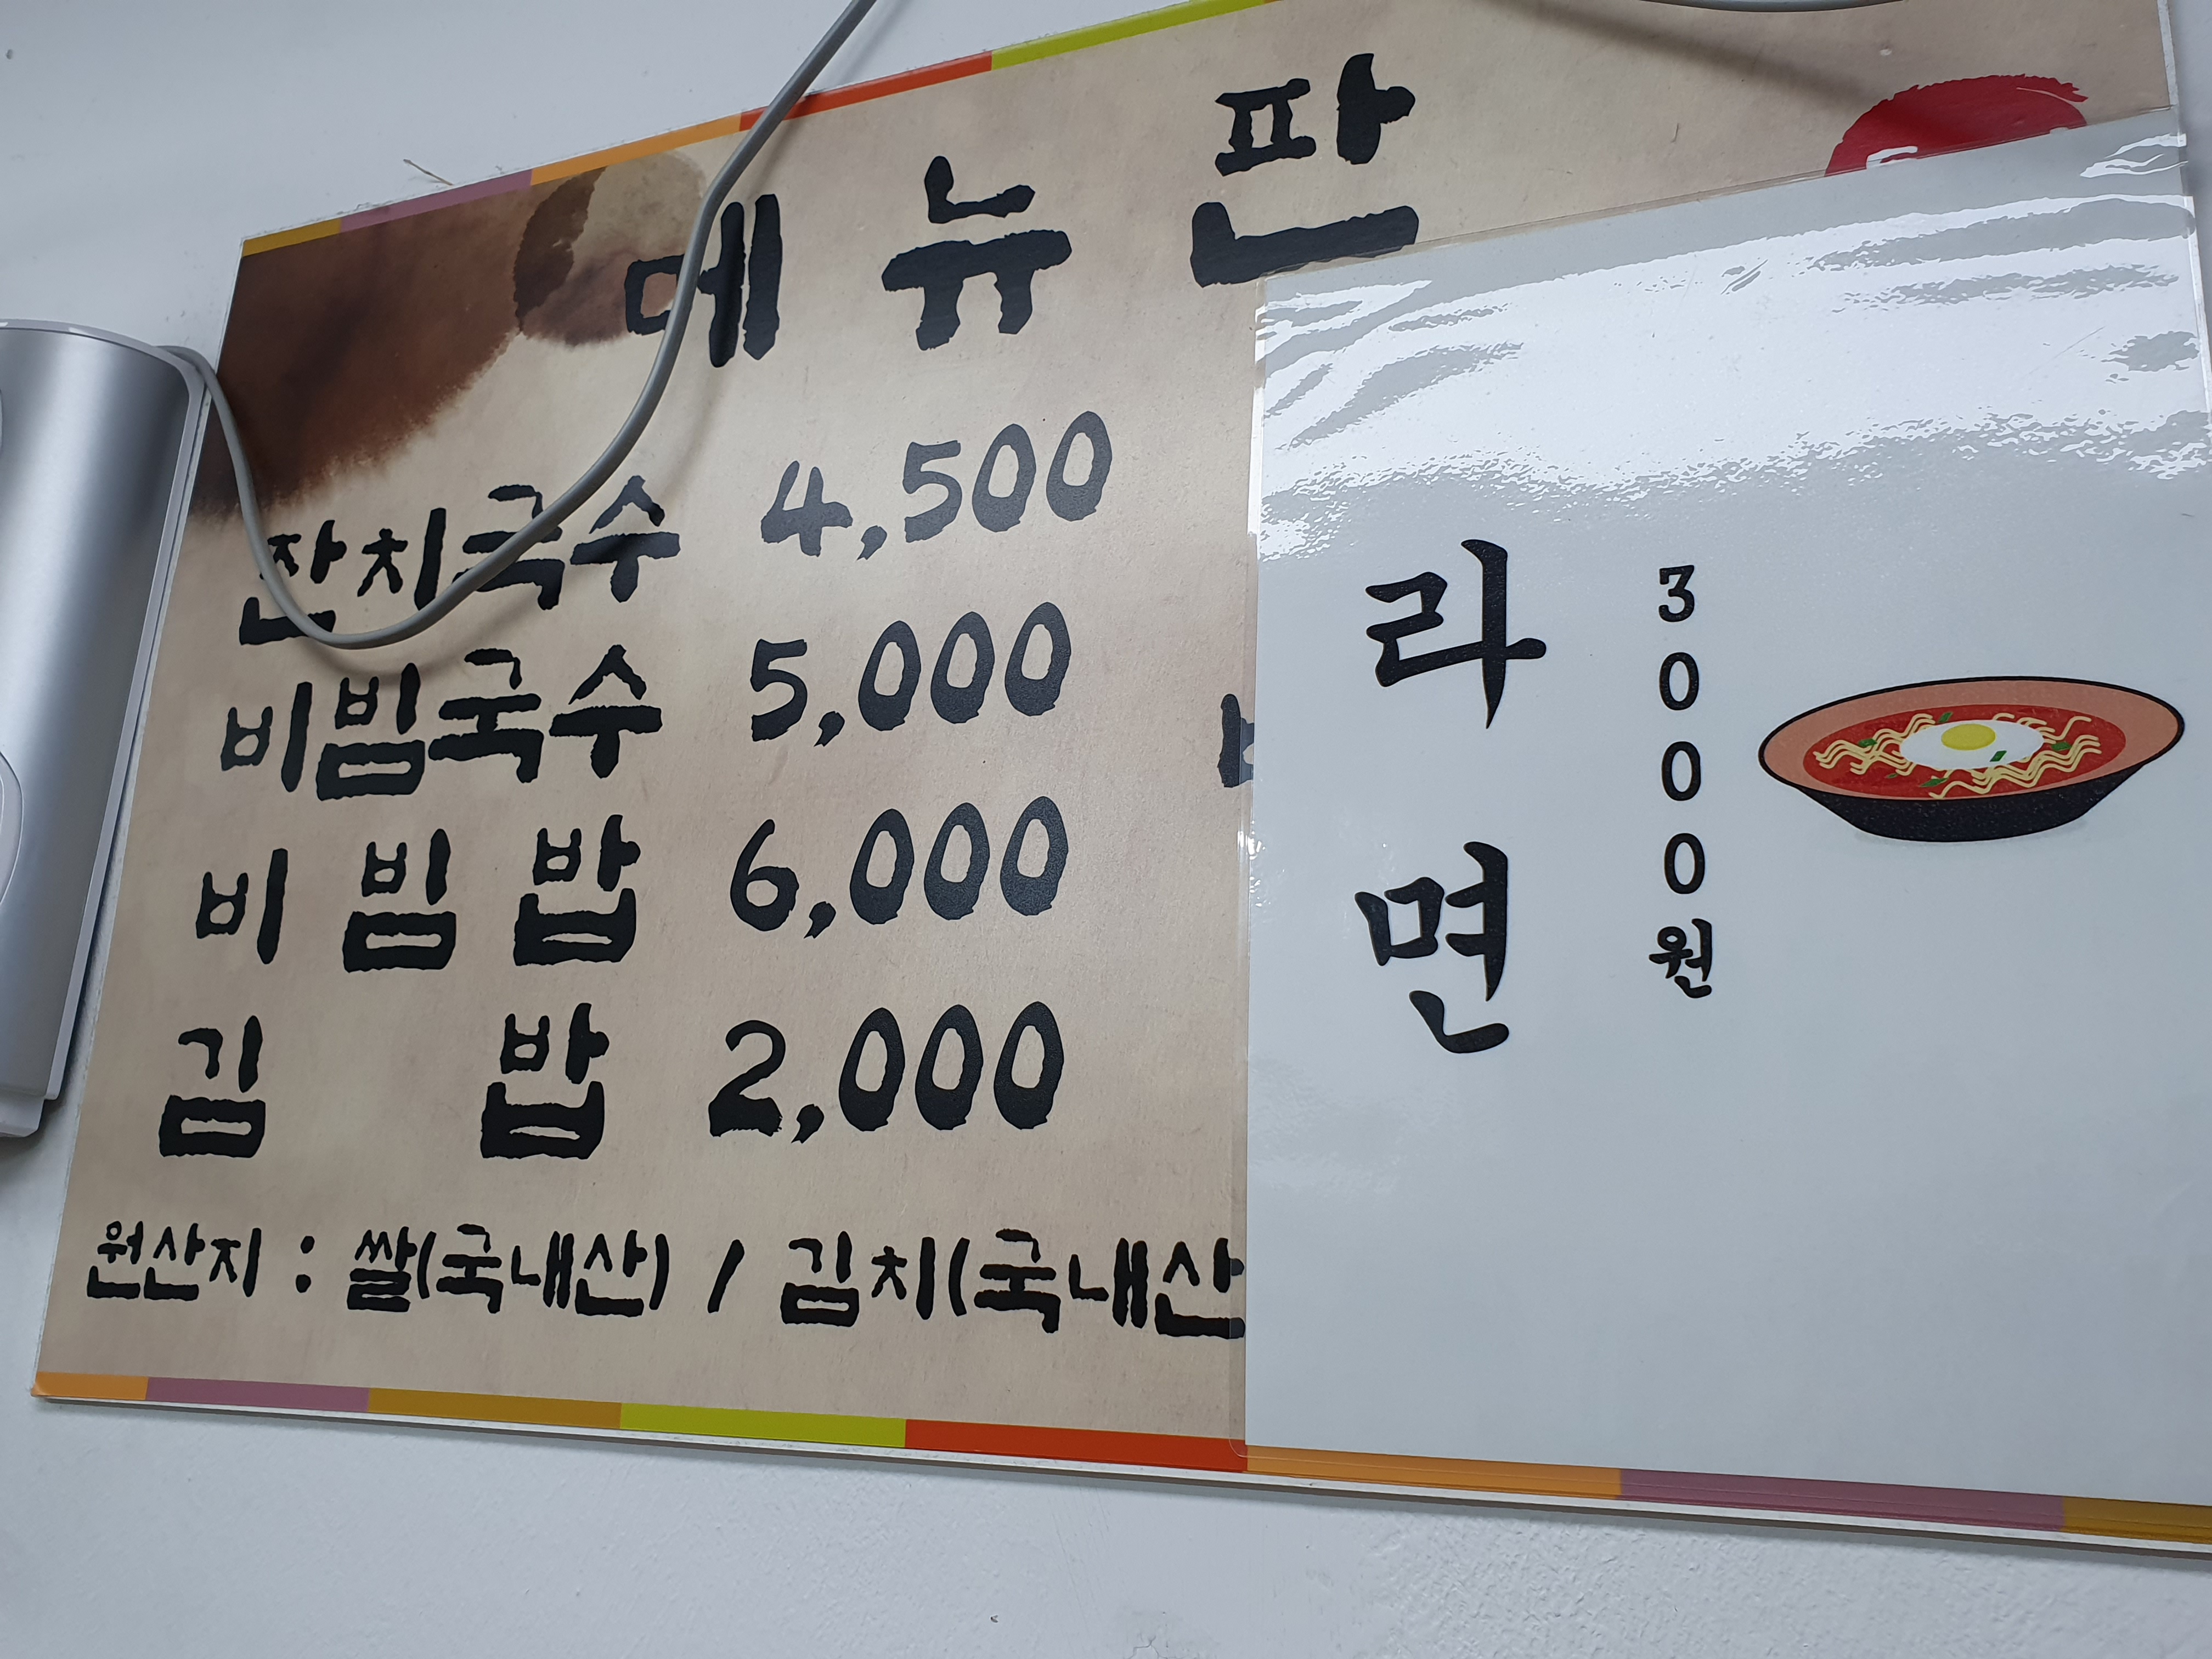 메뉴판
잔치국수 4,500
비빔국수 5,000
비빔밥 6,000
김밥 2,000
원산지 : 쌀(국내산) / 김치(국내산
라면
3000원